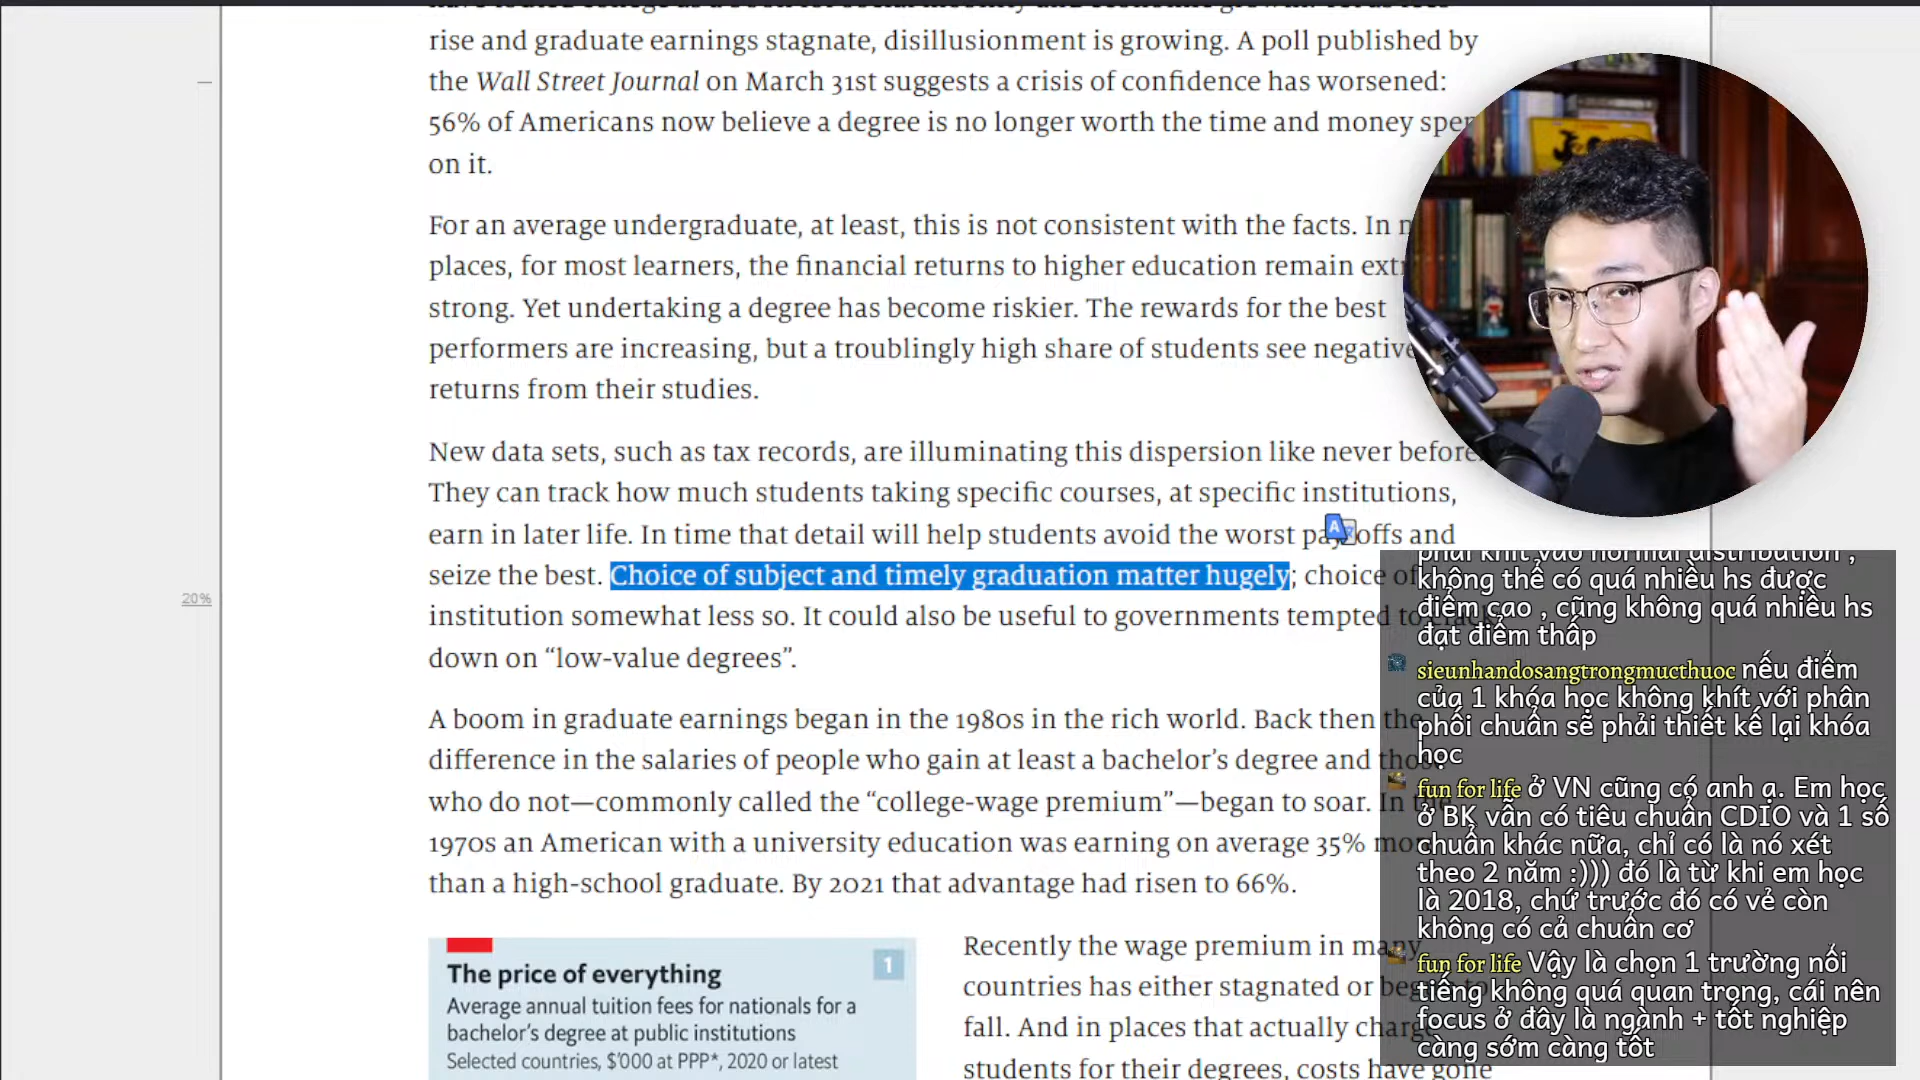 rise and graduate earnings stagnate, disillusionment is growing. A poll published by
the Wall Street Journal on March 31st suggests a crisis of confidence has worsened:
56% of Americans now believe a degree is no longer worth the time and money
on it.
For an average undergraduate, at least, this is not consistent with the facts. In
places, for most learners, the financial returns to higher education remain
strong. Yet undertaking a degree has become riskier. The rewards for the best
performers are increasing, but a troublingly high share of students see negative
returns from their studies.
New data sets, such as tax records, are illuminating this dispersion like never before.
They can track how much students taking specific courses, at specific institutions,
earn in later life. In time that detail will help students avoid the worst payoffs and
seize the best. Choice of subject and timely graduation matter hugely; choice of
institution somewhat less so. It could also be useful to governments tempted to crack
down on “low-value degrees”.
A boom in graduate earnings began in the 1980s in the rich world. Back then the
difference in the salaries of people who gain at least a bachelor’s degree and those
who do not—commonly called the “college-wage premium”—began to soar. In the
1970s an American with a university education was earning on average 35% more
than a high-school graduate. By 2021 that advantage had risen to 66%.
20%
The price of everything
1
Average annual tuition fees for nationals for a
bachelor’s degree at public institutions
Selected countries, $’000 at PPP*, 2020 or latest
Recently the wage premium in many
countries has either stagnated or begun to
fall. And in places that actually charge
students for their degrees, costs have gone
phải khít vào normal distribution ,
không thể có quá nhiều hs được
điểm cao , cũng không quá nhiều hs
đạt điểm thấp
sieunhandosangtrongmucthuoc nếu điểm
của 1 khóa học không khít với phân
phối chuẩn sẽ phải thiết kế lại khóa
học
fun for life ở VN cũng có anh ạ. Em học
ở BK vẫn có tiêu chuẩn CDIO và 1 số
chuẩn khác nữa, chỉ có là nó xét
theo 2 năm :))) đó là từ khi em học
là 2018, chứ trước đó có vẻ còn
không có cả chuẩn cơ
fun for life Vậy là chọn 1 trường nổi
tiếng không quá quan trọng, cái nên
focus ở đây là ngành + tốt nghiệp
càng sớm càng tốt